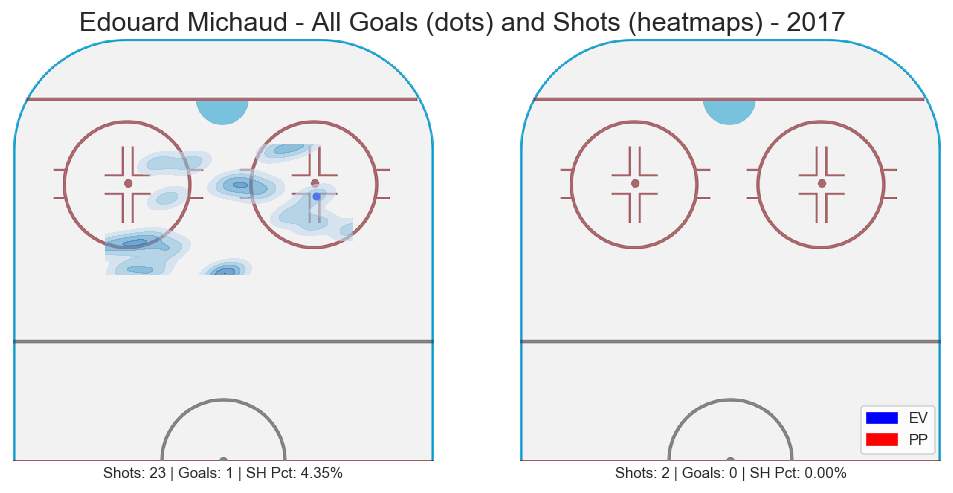 Edouard Michaud - All Goals (dots) and Shots (heatmaps) - 2017
EV
PP
Shots: 23 | Goals: 1 | SH Pct: 4.35%
Shots: 2 | Goals: 0 | SH Pct: 0.00%